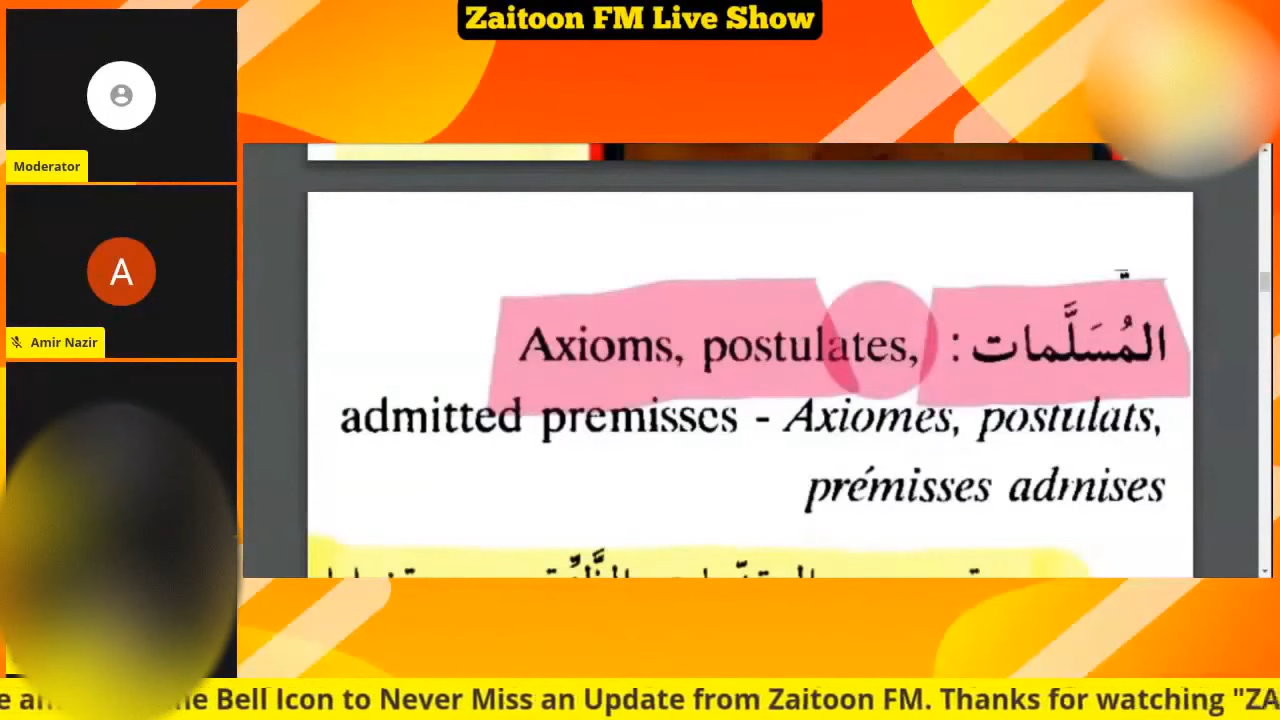 Zaitoon FM Live Show
Moderator
A
Amir Nazir
المُسَلَّمات : Axioms, postulates,
admitted premisses - Axiomes, postulats,
prémisses admises
Bell Icon to Never Miss an Update from Zaitoon FM. Thanks for watching "ZA